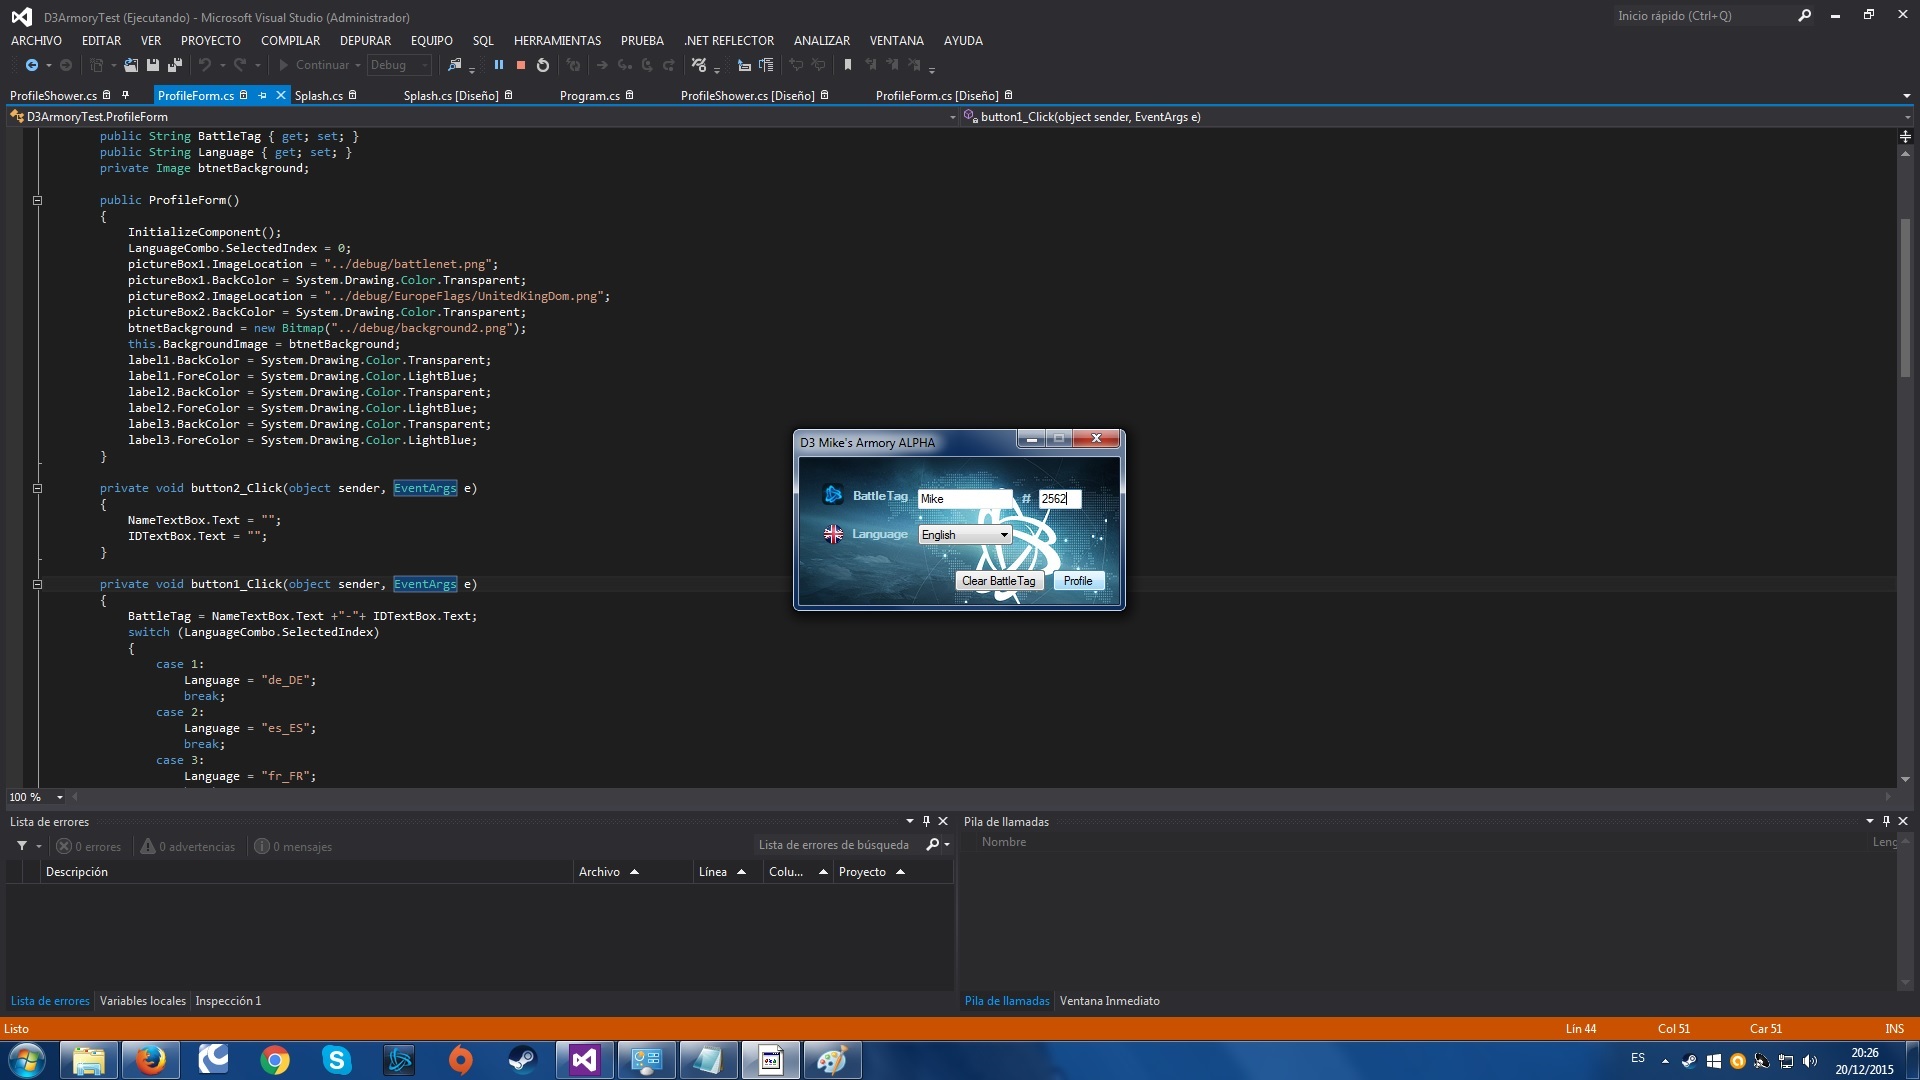 D3ArmoryTest (Ejecutando) - Microsoft Visual Studio (Administrador)
Inicio rápido (Ctrl+Q)
ARCHIVO EDITAR VER PROYECTO COMPILAR DEPURAR EQUIPO SQL HERRAMIENTAS PRUEBA .NET REFLECTOR ANALIZAR VENTANA AYUDA
Continuar Debug
ProfileShower.cs ProfileForm.cs Splash.cs Splash.cs [Diseño] Program.cs ProfileShower.cs [Diseño] ProfileForm.cs [Diseño]
D3ArmoryTest.ProfileForm
button1_Click(object sender, EventArgs e)
public String BattleTag { get; set; }
public String Language { get; set; }
private Image btnetBackground;
public ProfileForm()
{
InitializeComponent();
LanguageCombo.SelectedIndex = 0;
pictureBox1.ImageLocation = "../debug/battlenet.png";
pictureBox1.BackColor = System.Drawing.Color.Transparent;
pictureBox2.ImageLocation = "../debug/EuropeFlags/UnitedKingDom.png";
pictureBox2.BackColor = System.Drawing.Color.Transparent;
btnetBackground = new Bitmap("../debug/background2.png");
this.BackgroundImage = btnetBackground;
label1.BackColor = System.Drawing.Color.Transparent;
label1.ForeColor = System.Drawing.Color.LightBlue;
label2.BackColor = System.Drawing.Color.Transparent;
label2.ForeColor = System.Drawing.Color.LightBlue;
label3.BackColor = System.Drawing.Color.Transparent;
label3.ForeColor = System.Drawing.Color.LightBlue;
}
private void button2_Click(object sender, EventArgs e)
{
NameTextBox.Text = "";
IDTextBox.Text = "";
}
private void button1_Click(object sender, EventArgs e)
{
BattleTag = NameTextBox.Text +"-"+ IDTextBox.Text;
switch (LanguageCombo.SelectedIndex)
{
case 1:
Language = "de_DE";
break;
case 2:
Language = "es_ES";
break;
case 3:
Language = "fr_FR";
D3 Mike's Armory ALPHA
BattleTag Mike # 2562
Language English
Clear BattleTag Profile
100 %
Lista de errores
0 errores 0 advertencias 0 mensajes
Lista de errores de búsqueda
Descripción Archivo Línea Colu... Proyecto
Lista de errores Variables locales Inspección 1
Pila de llamadas
Nombre Leng
Pila de llamadas Ventana Inmediato
Listo Lín 44 Col 51 Car 51 INS
ES
20:26
20/12/2015